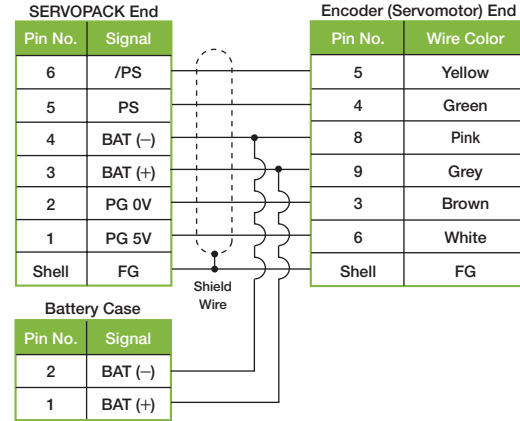 SERVOPACK End
Pin No. Signal
6 /PS
5 PS
4 BAT (−)
3 BAT (+)
2 PG 0V
1 PG 5V
Shell FG
Shield
Wire
Encoder (Servomotor) End
Pin No. Wire Color
5 Yellow
4 Green
8 Pink
9 Grey
3 Brown
6 White
Shell FG
Battery Case
Pin No. Signal
2 BAT (−)
1 BAT (+)